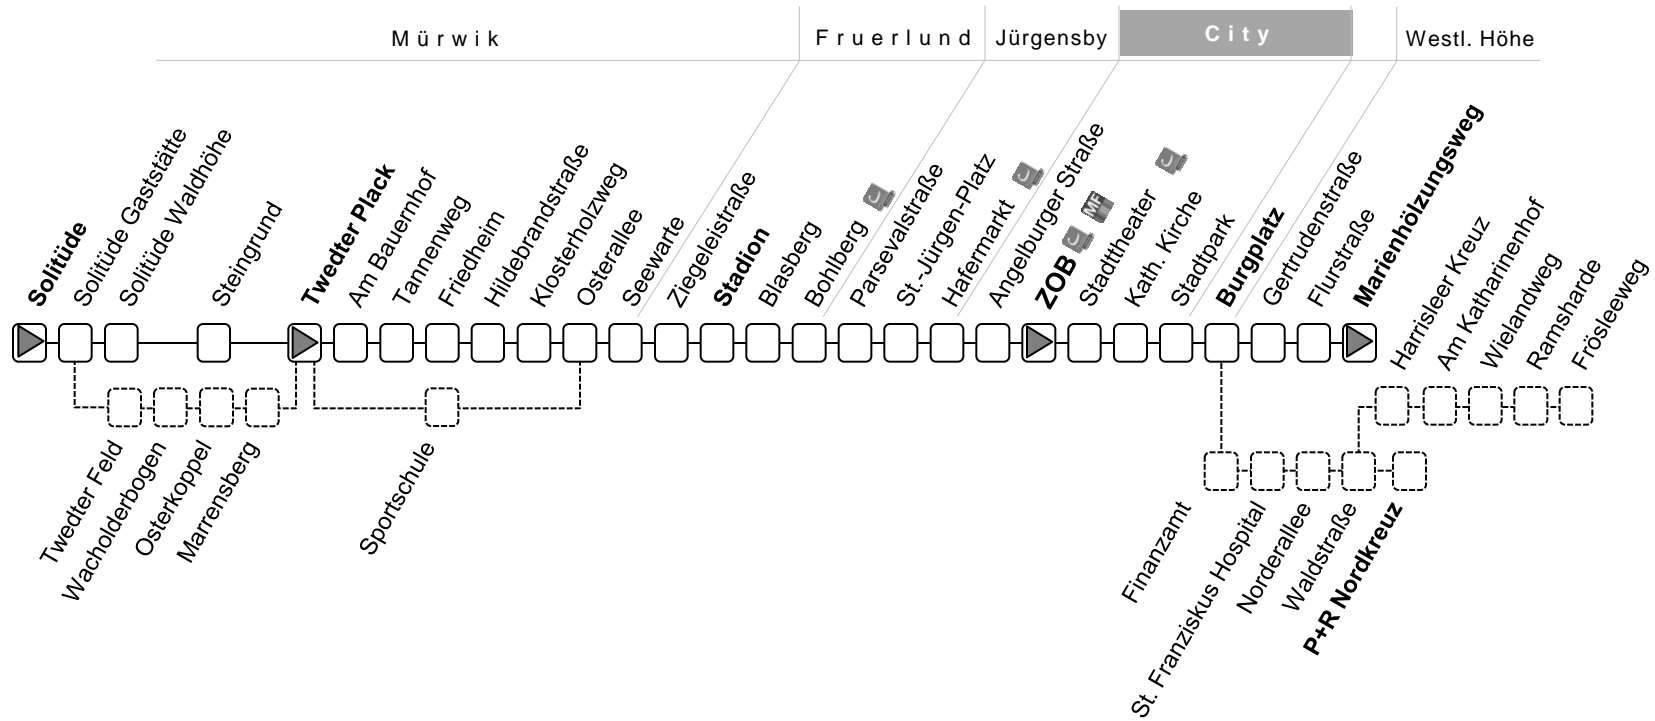 Mürwik
Fruerlund
Jürgensby
City
Westl. Höhe
Solitüde
Solitüde Gaststätte
Solitüde Waldhöhe
Steingrund
Twedter Plack
Am Bauernhof
Tannenweg
Friedheim
Hildebrandstraße
Klosterholzweg
Osterallee
Seewarte
Ziegeleistraße
Stadion
Blasberg
Bohlberg
Parsevalstraße
St.-Jürgen-Platz
Hafermarkt
Angelburger Straße
ZOB
MF
Stadttheater
Kath. Kirche
Stadtpark
Burgplatz
Gertrudenstraße
Flurstraße
Marienhölzungsweg
Harrisleer Kreuz
Am Katharinenhof
Wielandweg
Ramsharde
Frösleeweg
Twedter Feld
Wacholderbogen
Osterkoppel
Marrensberg
Sportschule
Finanzamt
St. Franziskus Hospital
Norderallee
Waldstraße
P+R Nordkreuz